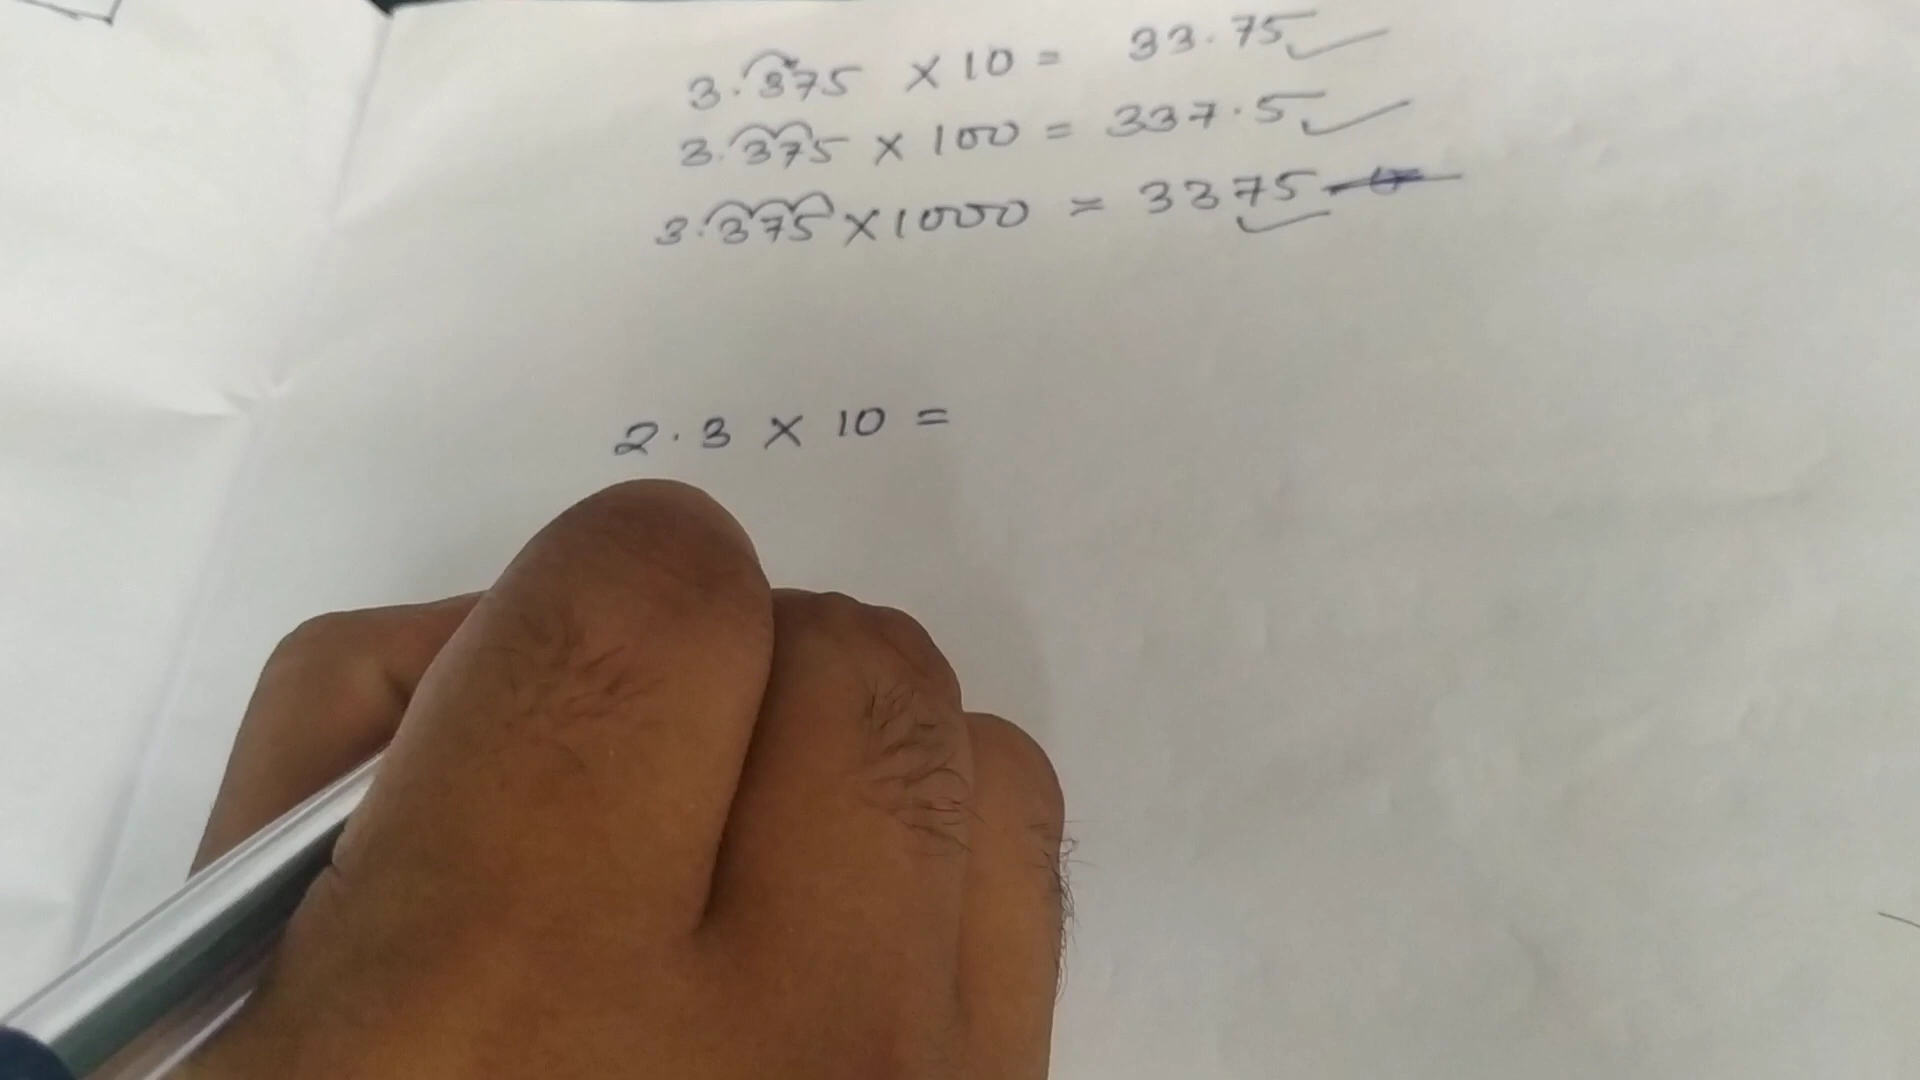 3.375 × 10 = 33.75
3.375 × 100 = 337.5
3.375 × 1000 = 3375
2.3 × 10 =